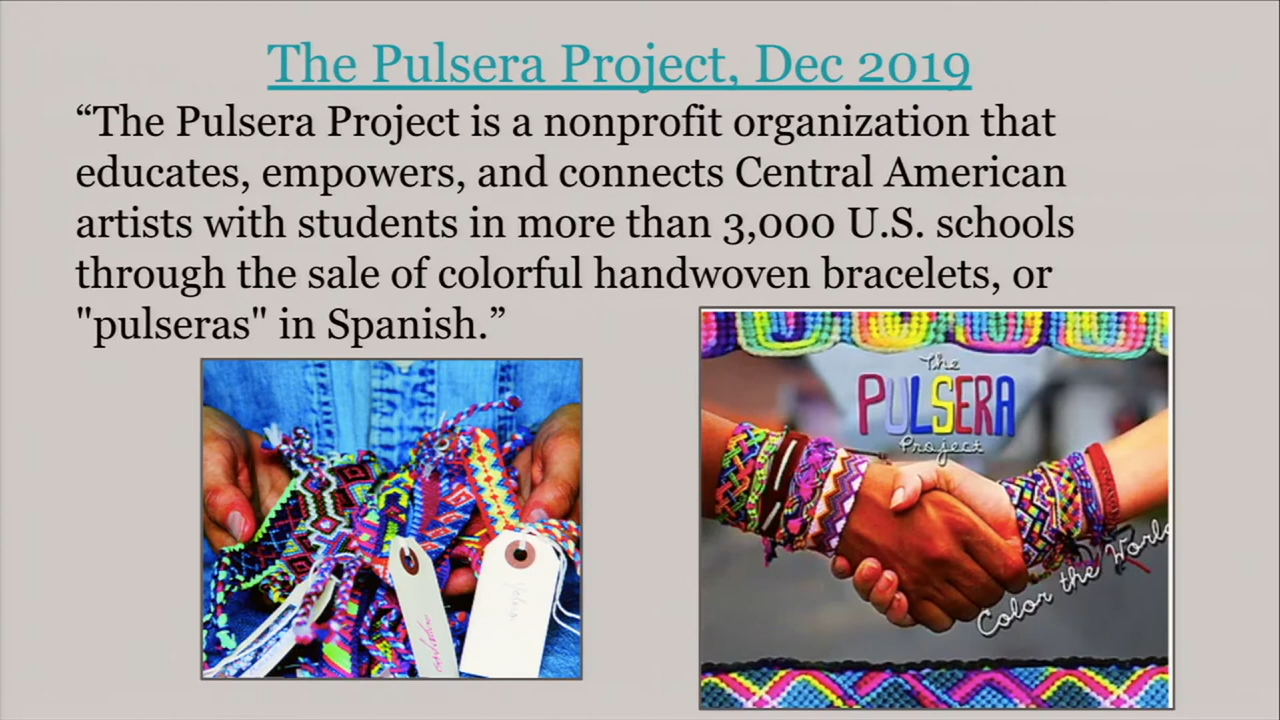 The Pulsera Project, Dec 2019
“The Pulsera Project is a nonprofit organization that
educates, empowers, and connects Central American
artists with students in more than 3,000 U.S. schools
through the sale of colorful handwoven bracelets, or
"pulseras" in Spanish.”
The
PULSERA
Project
Color the World